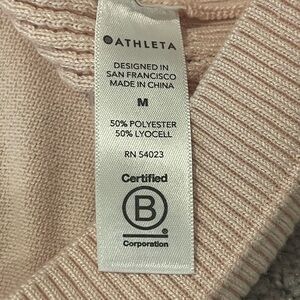 ATHLETA
DESIGNED IN
SAN FRANCISCO
MADE IN CHINA
M
50% POLYESTER
50% LYOCELL
RN 54023
Certified
B
®
Corporation